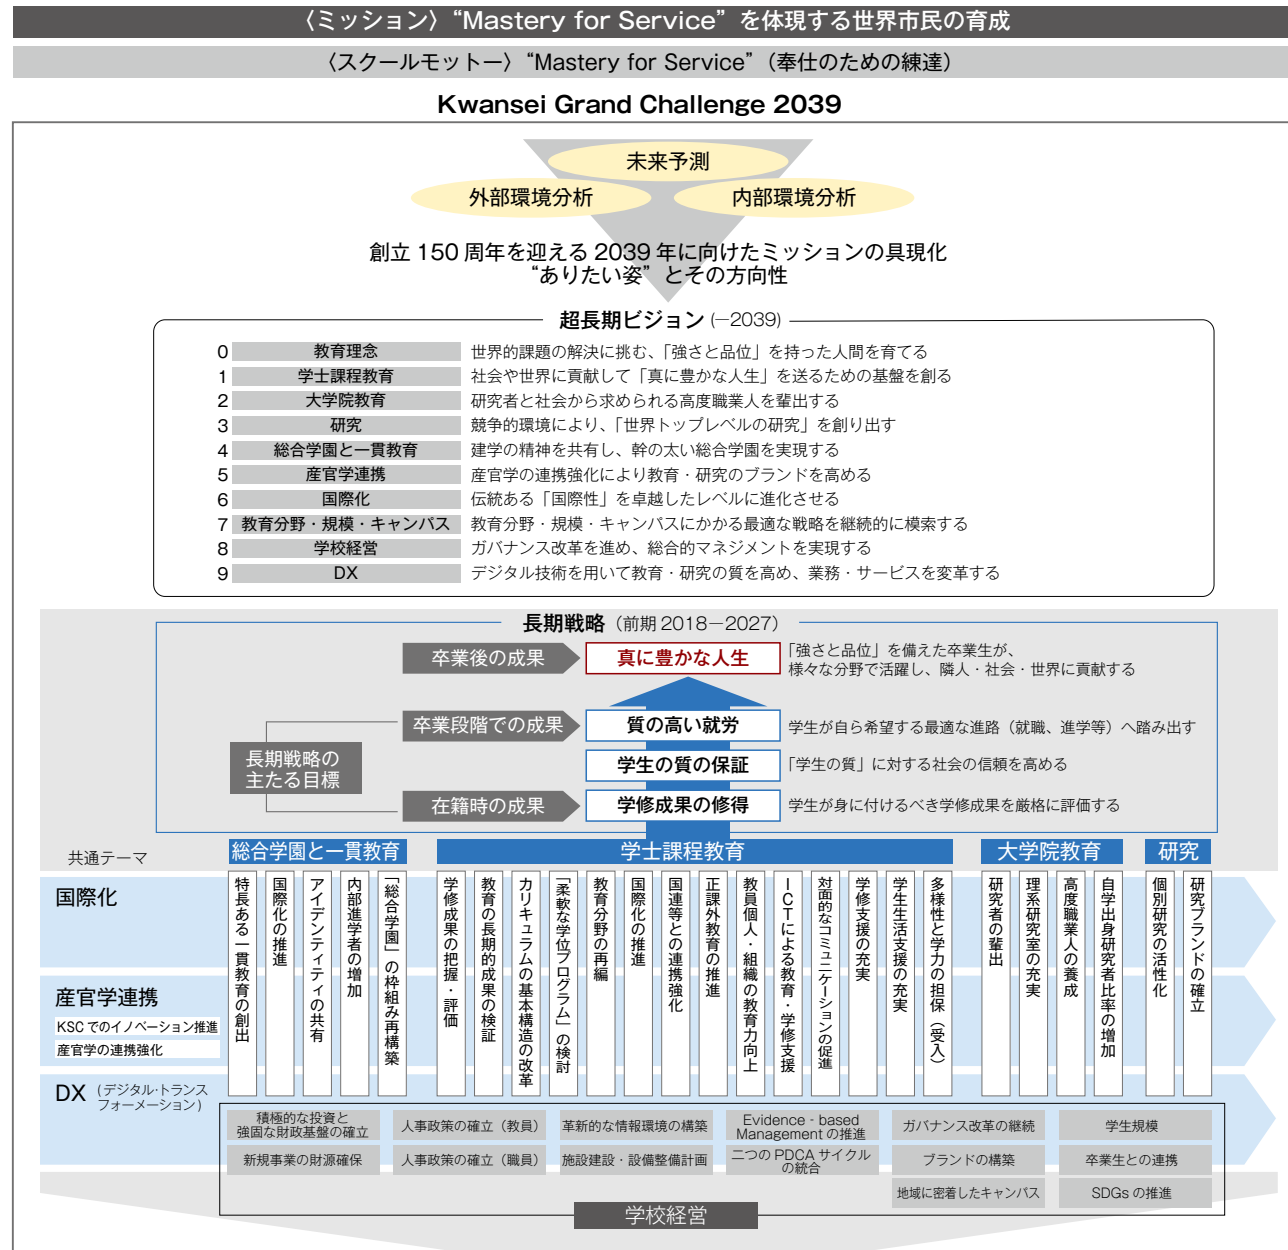 〈ミッション〉“Mastery for Service”を体現する世界市民の育成
〈スクールモットー〉“Mastery for Service”（奉仕のための練達）
Kwansei Grand Challenge 2039
未来予測
外部環境分析
内部環境分析
創立 150 周年を迎える 2039 年に向けたミッションの具現化
“ありたい姿”とその方向性
超長期ビジョン（－2039）
0 教育理念 世界的課題の解決に挑む、「強さと品位」を持った人間を育てる
1 学士課程教育 社会や世界に貢献して「真に豊かな人生」を送るための基盤を創る
2 大学院教育 研究者と社会から求められる高度職業人を輩出する
3 研究 競争的環境により、「世界トップレベルの研究」を創り出す
4 総合学園と一貫教育 建学の精神を共有し、幹の太い総合学園を実現する
5 産官学連携 産官学の連携強化により教育・研究のブランドを高める
6 国際化 伝統ある「国際性」を卓越したレベルに進化させる
7 教育分野・規模・キャンパス 教育分野・規模・キャンパスにかかる最適な戦略を継続的に模索する
8 学校経営 ガバナンス改革を進め、総合的マネジメントを実現する
9 DX デジタル技術を用いて教育・研究の質を高め、業務・サービスを変革する
長期戦略（前期 2018－2027）
卒業後の成果 真に豊かな人生
「強さと品位」を備えた卒業生が、
様々な分野で活躍し、隣人・社会・世界に貢献する
卒業段階での成果 質の高い就労 学生が自ら希望する最適な進路（就職、進学等）へ踏み出す
長期戦略の
主たる目標
学生の質の保証 「学生の質」に対する社会の信頼を高める
在籍時の成果 学修成果の修得 学生が身に付けるべき学修成果を厳格に評価する
共通テーマ
総合学園と一貫教育
学士課程教育
大学院教育
研究
国際化
産官学連携
KSC でのイノベーション推進
産官学の連携強化
DX（デジタル・トランス
フォーメーション）
特長ある一貫教育の創出
国際化の推進
アイデンティティの共有
内部進学者の増加
「総合学園」の枠組み再構築
学修成果の把握・評価
教育の長期的成果の検証
カリキュラムの基本構造の改革
「柔軟な学位プログラム」の検討
教育分野の再編
国際化の推進
国連等との連携強化
正課外教育の推進
教員個人・組織の教育力向上
ICTによる教育・学修支援
対面的なコミュニケーションの促進
学修支援の充実
学生生活支援の充実
多様性と学力の担保（受入）
研究者の輩出
理系研究室の充実
高度職業人の養成
自学出身研究者比率の増加
個別研究の活性化
研究ブランドの確立
積極的な投資と
強固な財政基盤の確立
人事政策の確立（教員）
革新的な情報環境の構築
Evidence‐based
Management の推進
ガバナンス改革の継続
学生規模
新規事業の財源確保
人事政策の確立（職員）
施設建設・設備整備計画
二つの PDCA サイクル
の統合
ブランドの構築
卒業生との連携
地域に密着したキャンパス
SDGs の推進
学校経営